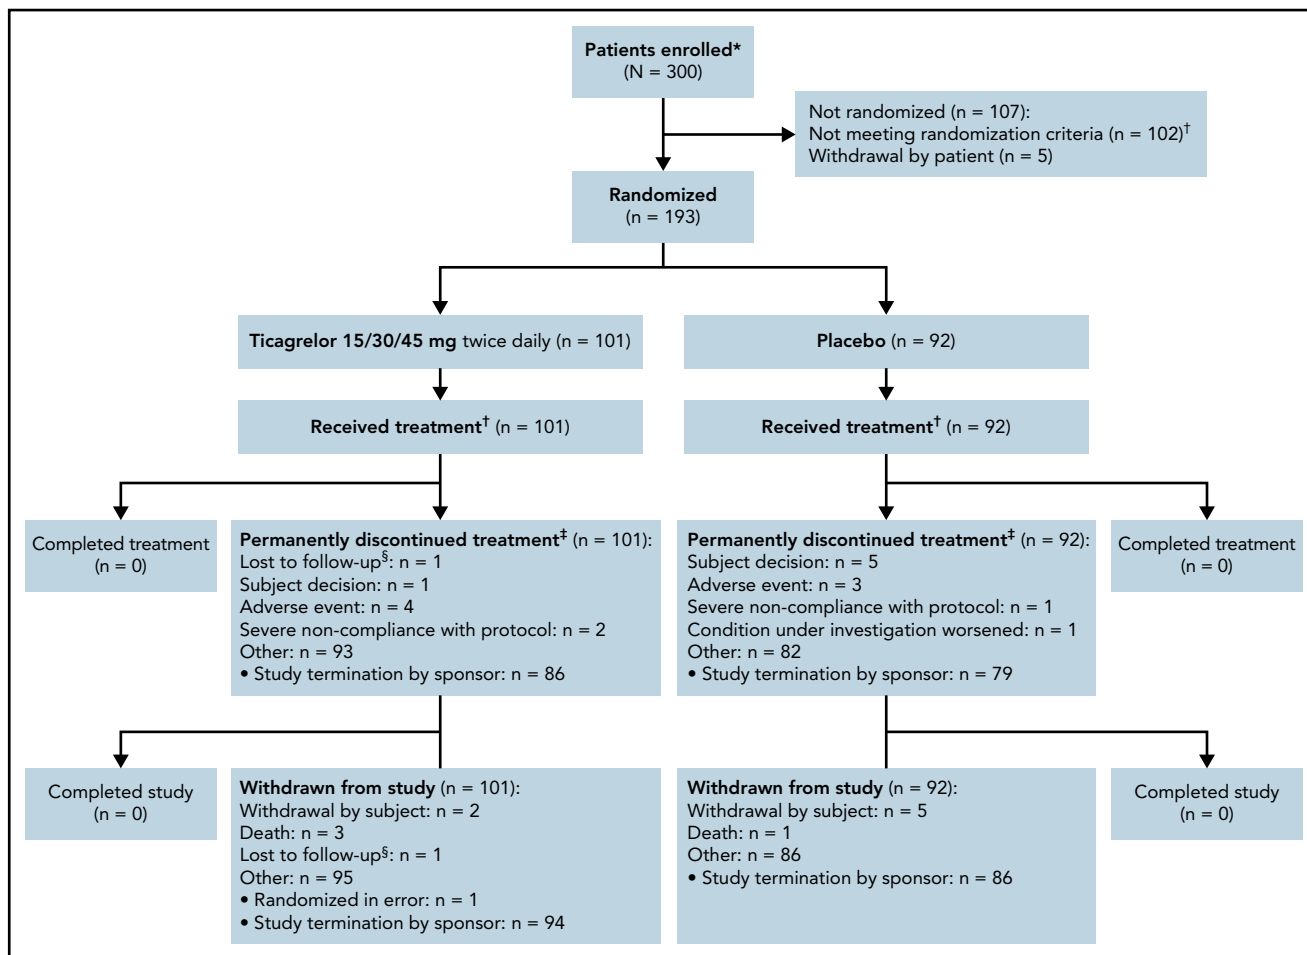 Patients enrolled*
(N = 300)
Not randomized (n = 107):
Not meeting randomization criteria (n = 102)†
Withdrawal by patient (n = 5)
Randomized
(n = 193)
Ticagrelor 15/30/45 mg twice daily (n = 101)
Placebo (n = 92)
Received treatment† (n = 101)
Received treatment† (n = 92)
Completed treatment
(n = 0)
Permanently discontinued treatment‡ (n = 101):
Lost to follow-up§: n = 1
Subject decision: n = 1
Adverse event: n = 4
Severe non-compliance with protocol: n = 2
Other: n = 93
• Study termination by sponsor: n = 86
Permanently discontinued treatment‡ (n = 92):
Subject decision: n = 5
Adverse event: n = 3
Severe non-compliance with protocol: n = 1
Condition under investigation worsened: n = 1
Other: n = 82
• Study termination by sponsor: n = 79
Completed treatment
(n = 0)
Completed study
(n = 0)
Withdrawn from study (n = 101):
Withdrawal by subject: n = 2
Death: n = 3
Lost to follow-up§: n = 1
Other: n = 95
• Randomized in error: n = 1
• Study termination by sponsor: n = 94
Withdrawn from study (n = 92):
Withdrawal by subject: n = 5
Death: n = 1
Other: n = 86
• Study termination by sponsor: n = 86
Completed study
(n = 0)